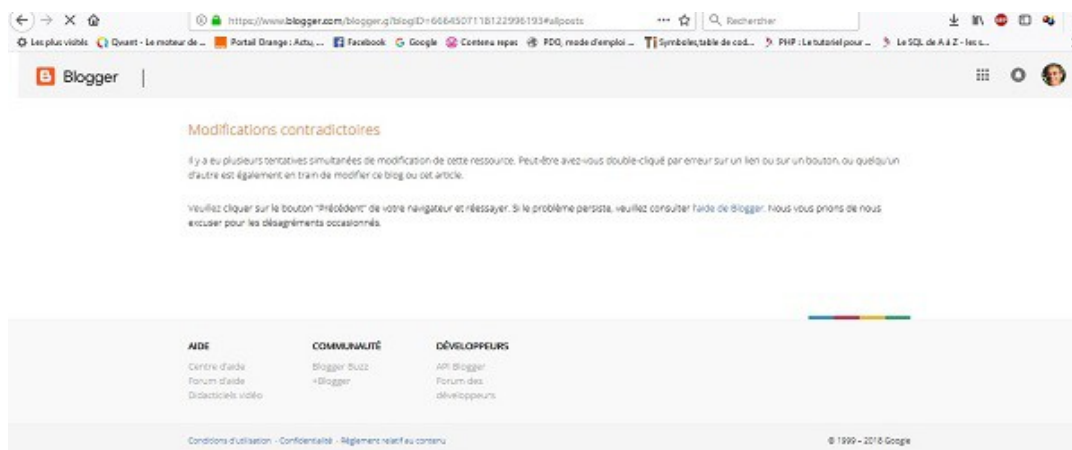 https://www.blogger.com/blogger.g?blogID=6664507118122996193#allposts
Rechercher
Les plus visités
Qwant - Le moteur de ...
Portail Orange : Actu, ...
Facebook
Google
Contenu repas
PDO, mode d'emploi ...
Symboles, table de cod...
PHP : Le tutoriel pour ...
Le SQL de A à Z - les s...
Blogger
Modifications contradictoires
Il y a eu plusieurs tentatives simultanées de modification de cette ressource. Peut-être avez-vous double-cliqué par erreur sur un lien ou sur un bouton, ou quelqu'un
d'autre est également en train de modifier ce blog ou cet article.
Veuillez cliquer sur le bouton "Précédent" de votre navigateur et réessayer. Si le problème persiste, veuillez consulter l'aide de Blogger. Nous vous prions de nous
excuser pour les désagréments occasionnés.
AIDE
Centre d'aide
Forum d'aide
Didacticiels vidéo
COMMUNAUTÉ
Blogger Buzz
+Blogger
DÉVELOPPEURS
API Blogger
Forum des
développeurs
Conditions d'utilisation - Confidentialité - Règlement relatif au contenu
© 1999 – 2018 Google